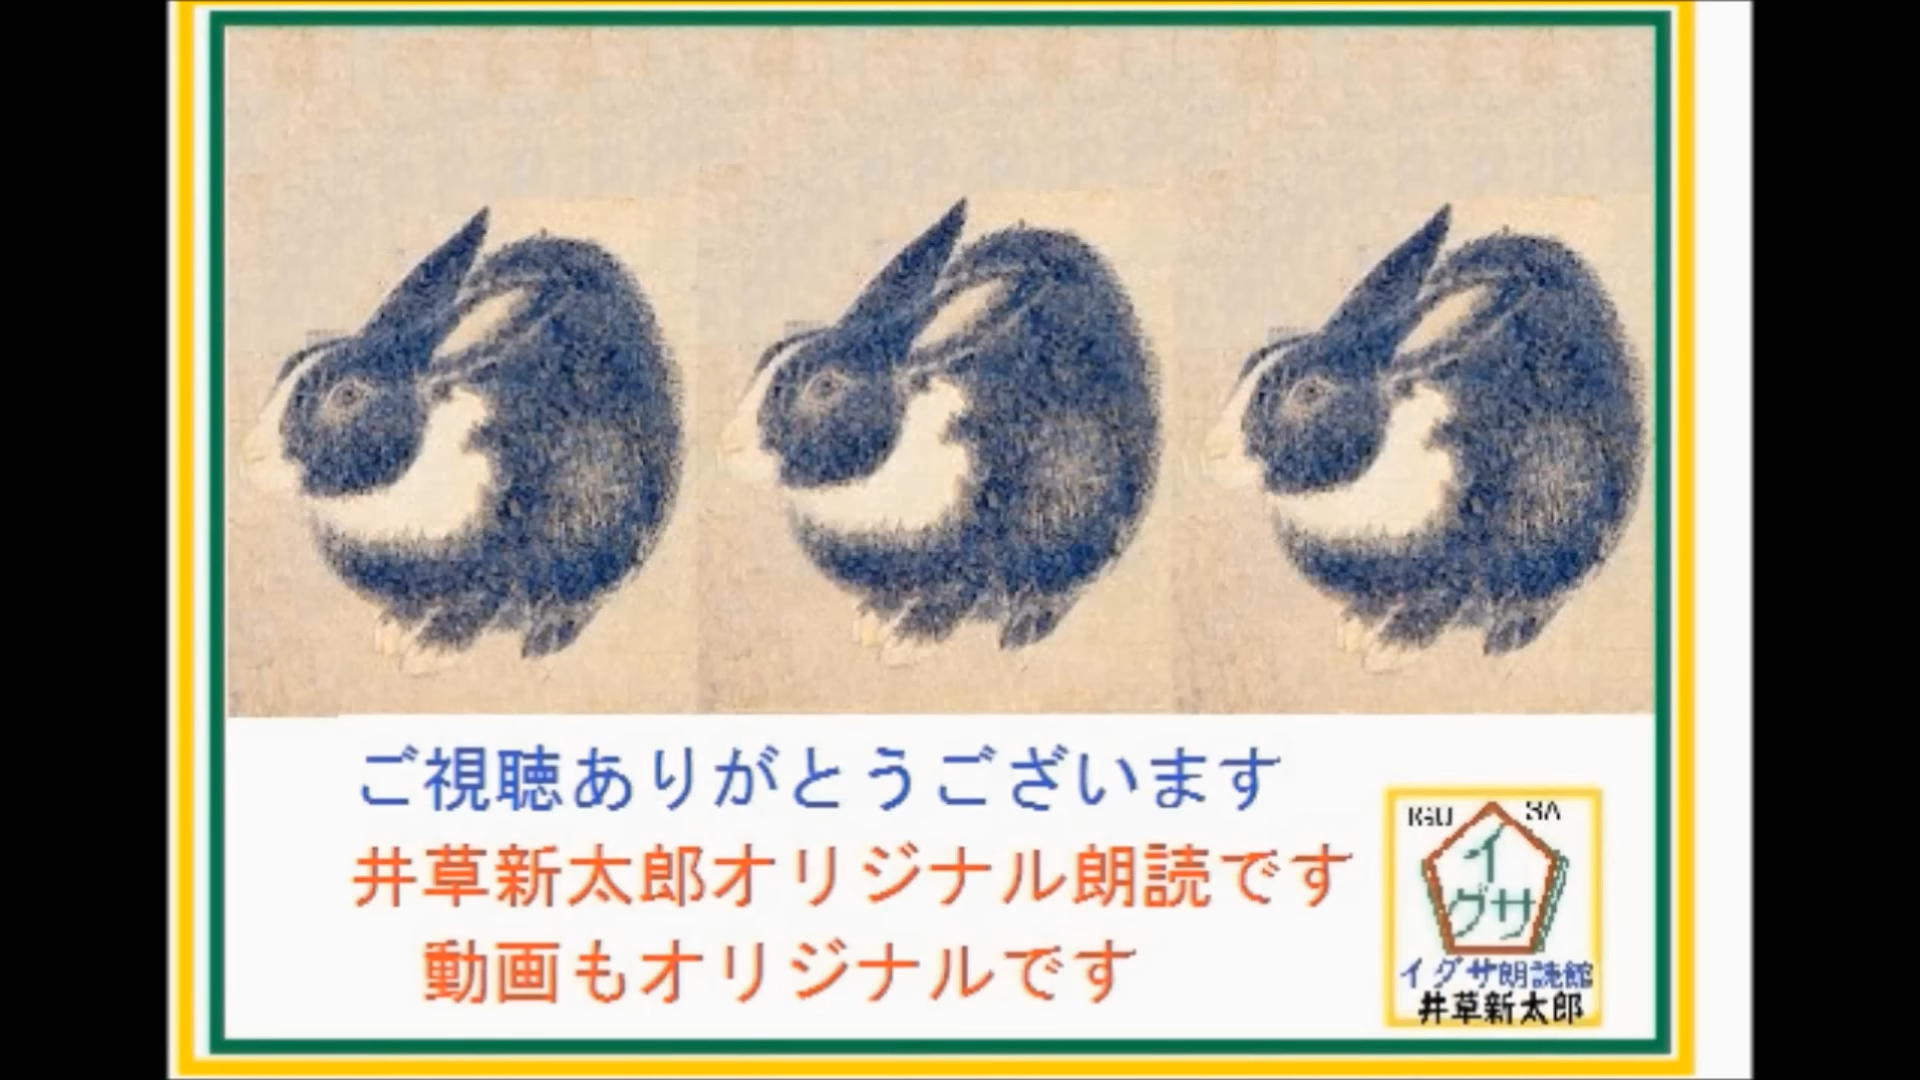 ご視聴ありがとうございます
井草新太郎オリジナル朗読です
動画もオリジナルです
IGU SA
イ
グサ
イグサ朗読館
井草新太郎